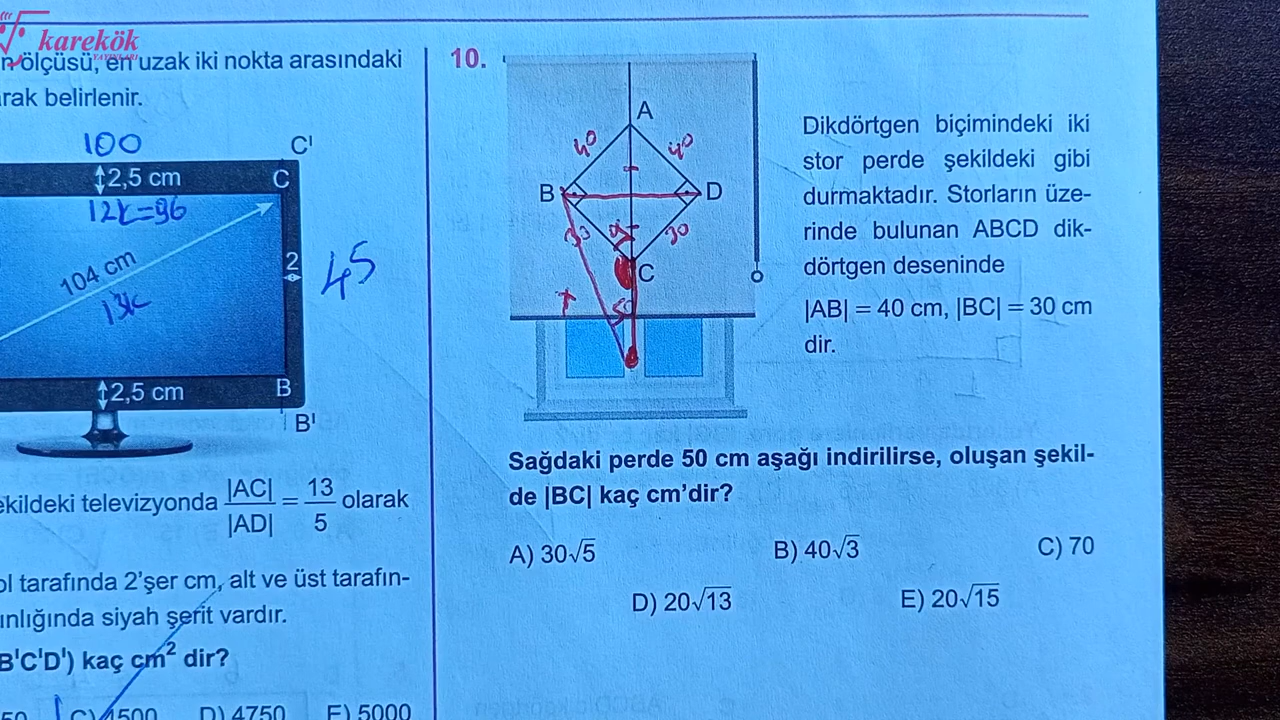 karekök
YAYINLARI
n ölçüsü, en uzak iki nokta arasındaki
rak belirlenir.
100
C'
2,5 cm
C
12k=96
104 cm
13k
2
45
2,5 cm
B
B'
ekildeki televizyonda |AC|/|AD| = 13/5 olarak
ol tarafında 2'şer cm, alt ve üst tarafın-
ınlığında siyah şerit vardır.
B'C'D') kaç cm² dir?
50 C) 4500 D) 4750 E) 5000
10.
A
40 40
B D
30 30
C
x
50
Dikdörtgen biçimindeki iki
stor perde şekildeki gibi
durmaktadır. Storların üze-
rinde bulunan ABCD dik-
dörtgen deseninde
|AB| = 40 cm, |BC| = 30 cm
dir.
Sağdaki perde 50 cm aşağı indirilirse, oluşan şekil-
de |BC| kaç cm'dir?
A) 30√5 B) 40√3 C) 70
D) 20√13 E) 20√15